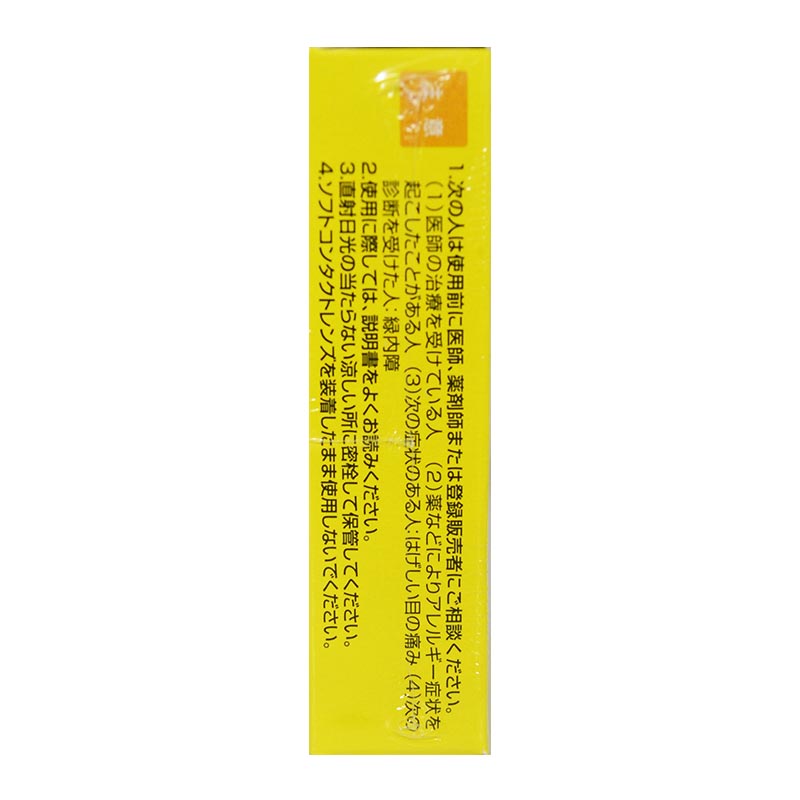 注意
1.次の人は使用前に医師、薬剤師または登録販売者にご相談ください。
(1)医師の治療を受けている人 (2)薬などによりアレルギー症状を
起こしたことがある人 (3)次の症状のある人:はげしい目の痛み (4)次の
診断を受けた人:緑内障
2.使用に際しては、説明書をよくお読みください。
3.直射日光の当たらない涼しい所に密栓して保管してください。
4.ソフトコンタクトレンズを装着したまま使用しないでください。